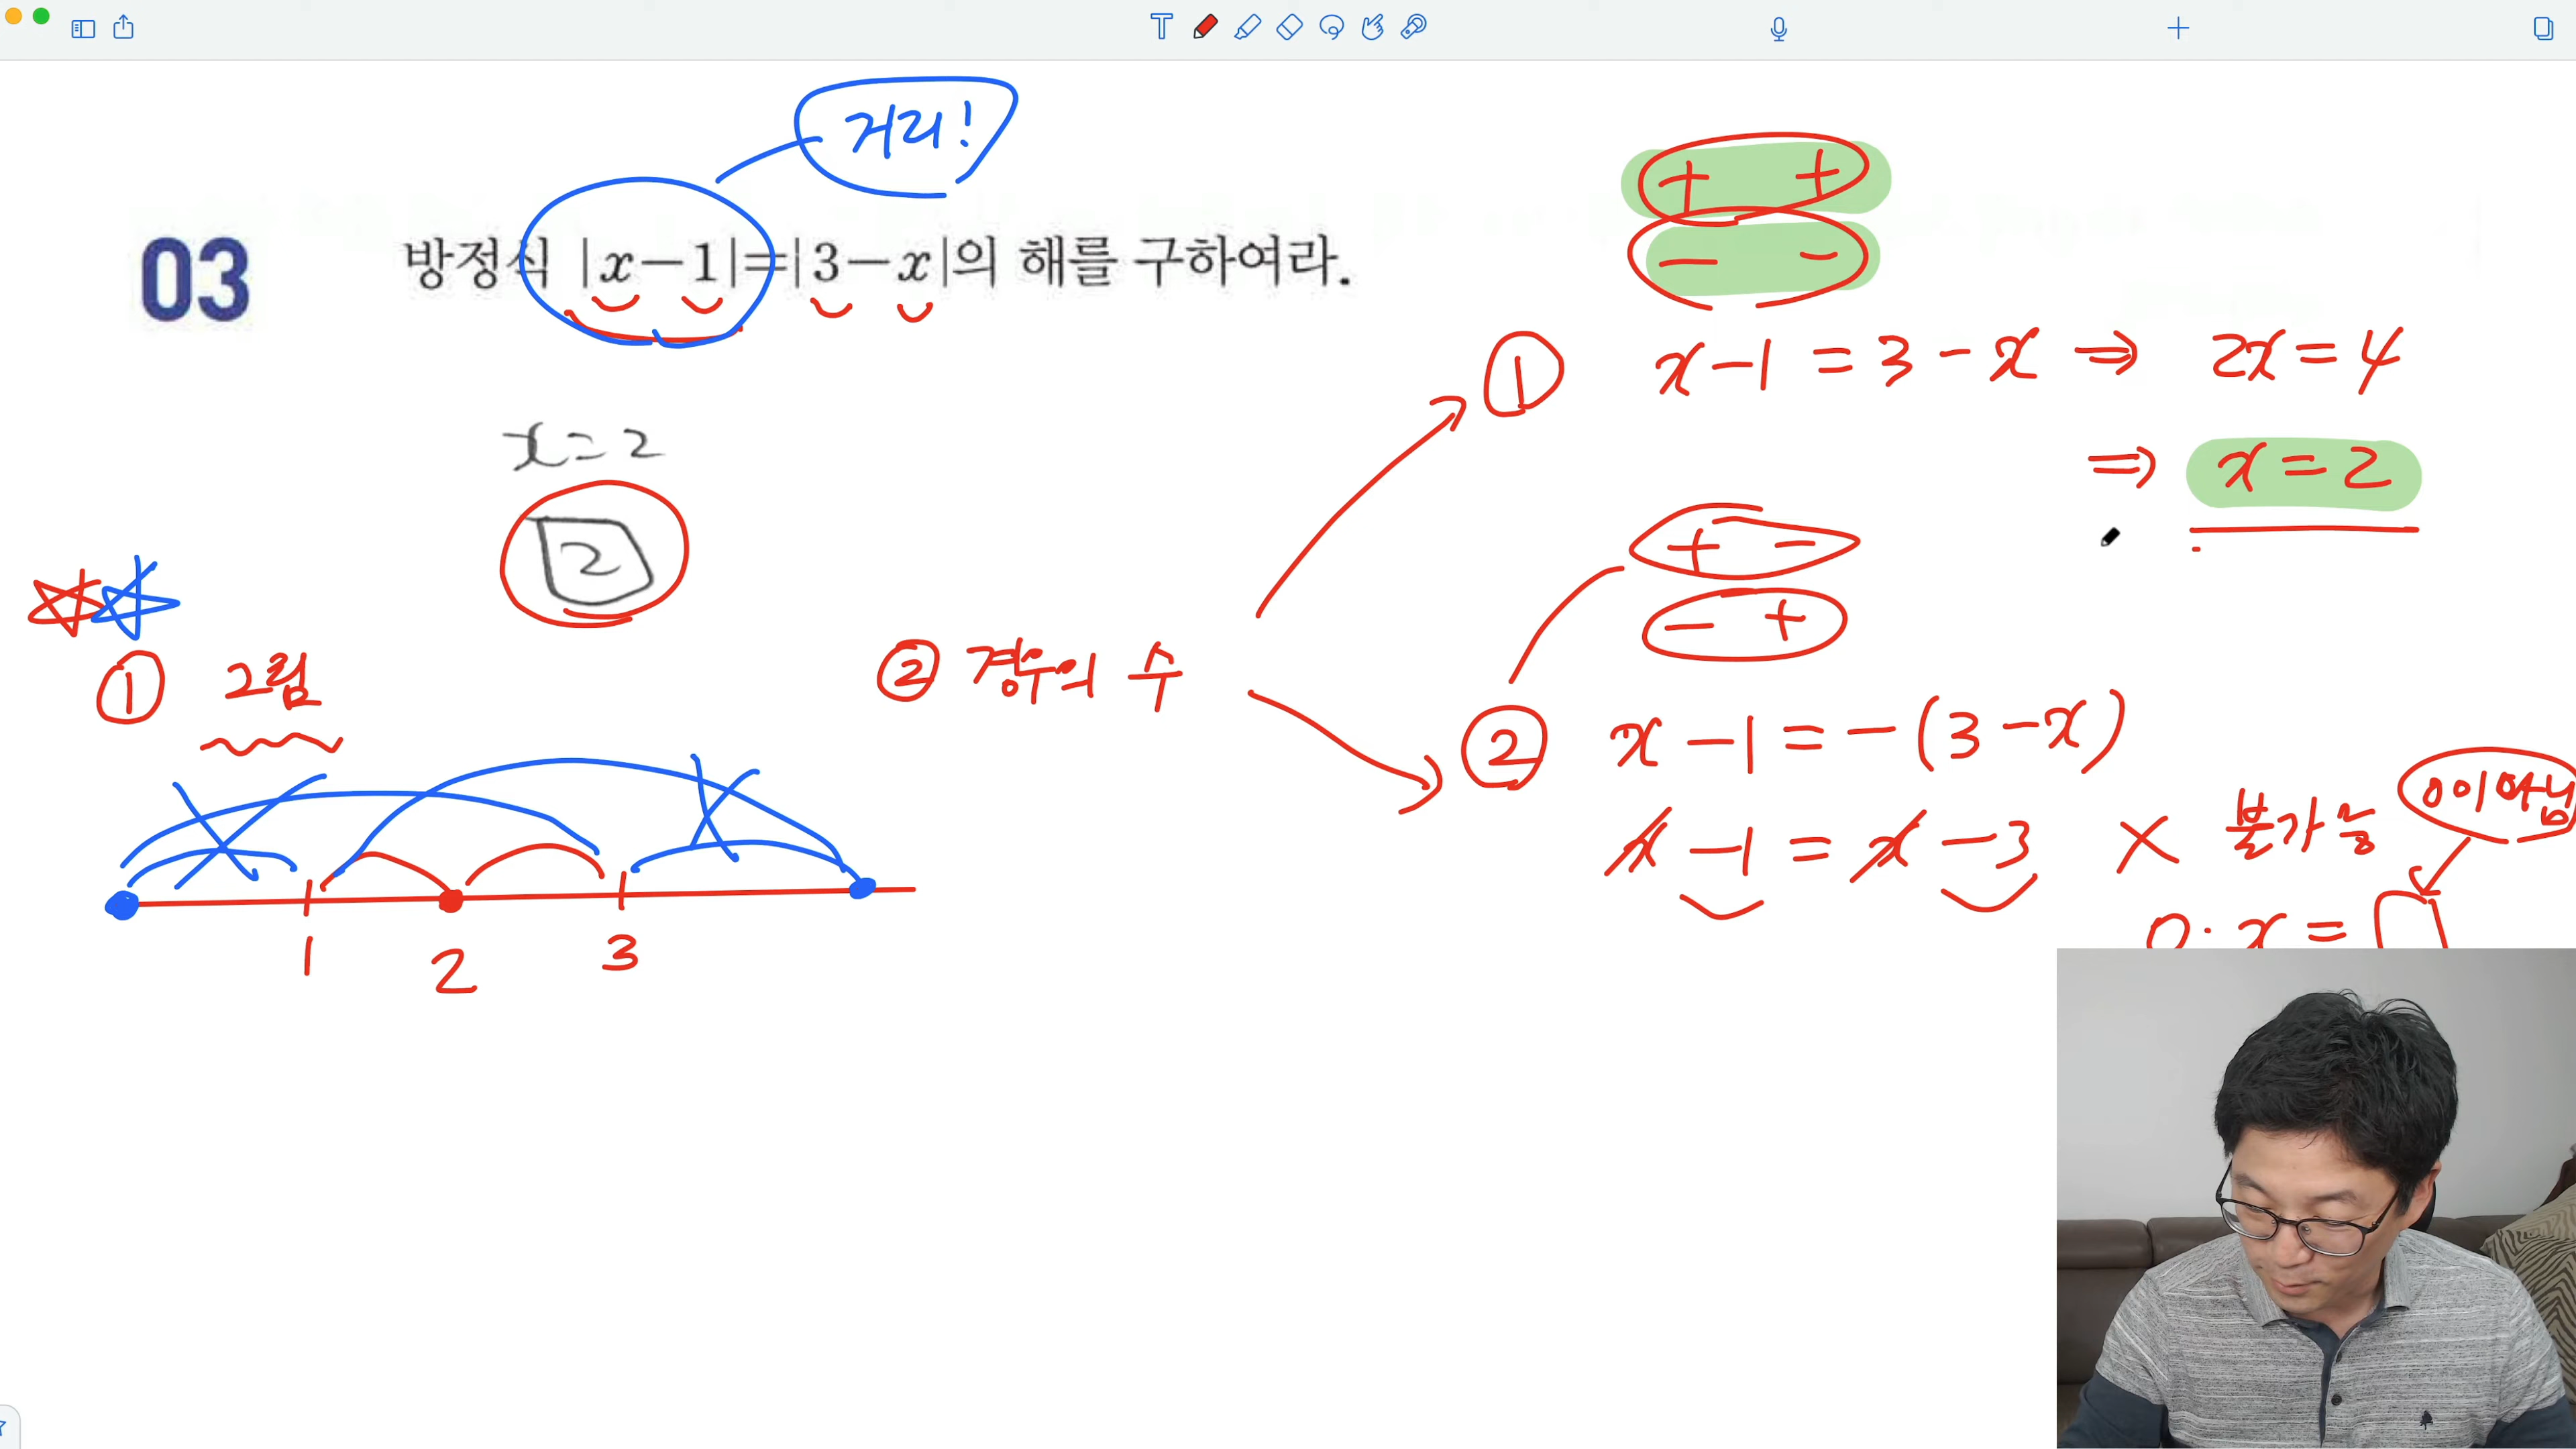 거리!
03 방정식 |x-1|=|3-x|의 해를 구하여라.
x=2
2
① 그림
1 2 3
② 경우의 수
+ +
- -
① x-1=3-x ⇒ 2x=4
⇒ x=2
+ -
- +
② x-1=-(3-x)
x-1=x-3 × 불가능
0이 아님
0·x=